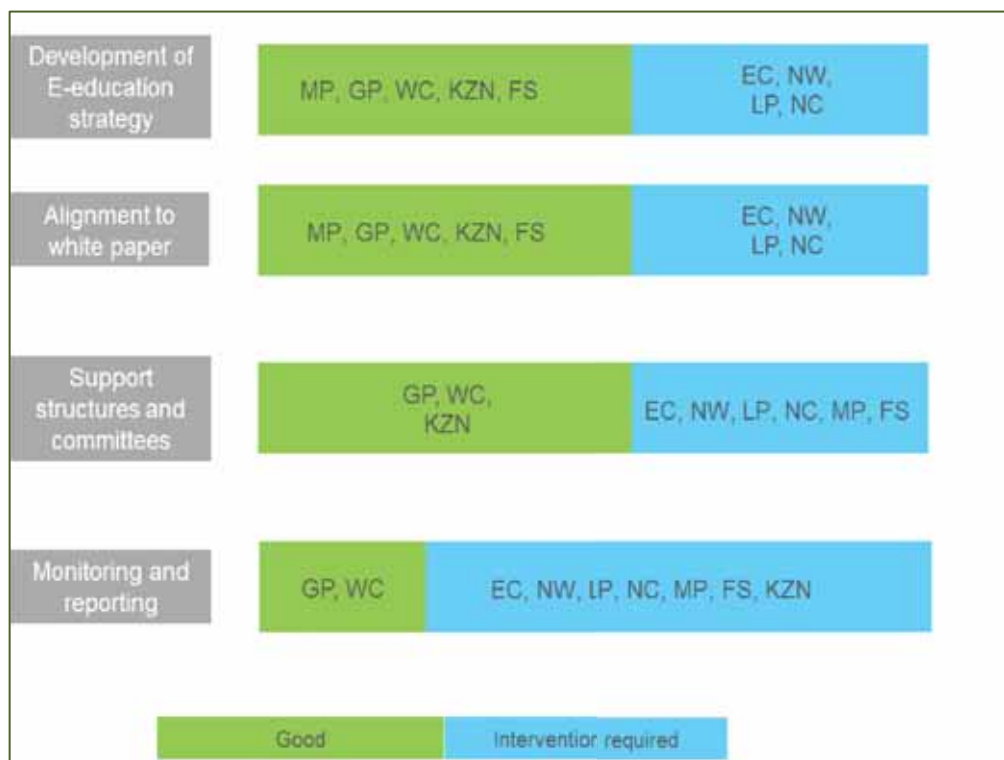 Development of
E-education
strategy
MP, GP, WC, KZN, FS
EC, NW,
LP, NC
Alignment to
white paper
MP, GP, WC, KZN, FS
EC, NW,
LP, NC
Support
structures and
committees
GP, WC,
KZN
EC, NW, LP, NC, MP, FS
Monitoring and
reporting
GP, WC
EC, NW, LP, NC, MP, FS, KZN
Good
Interventior required